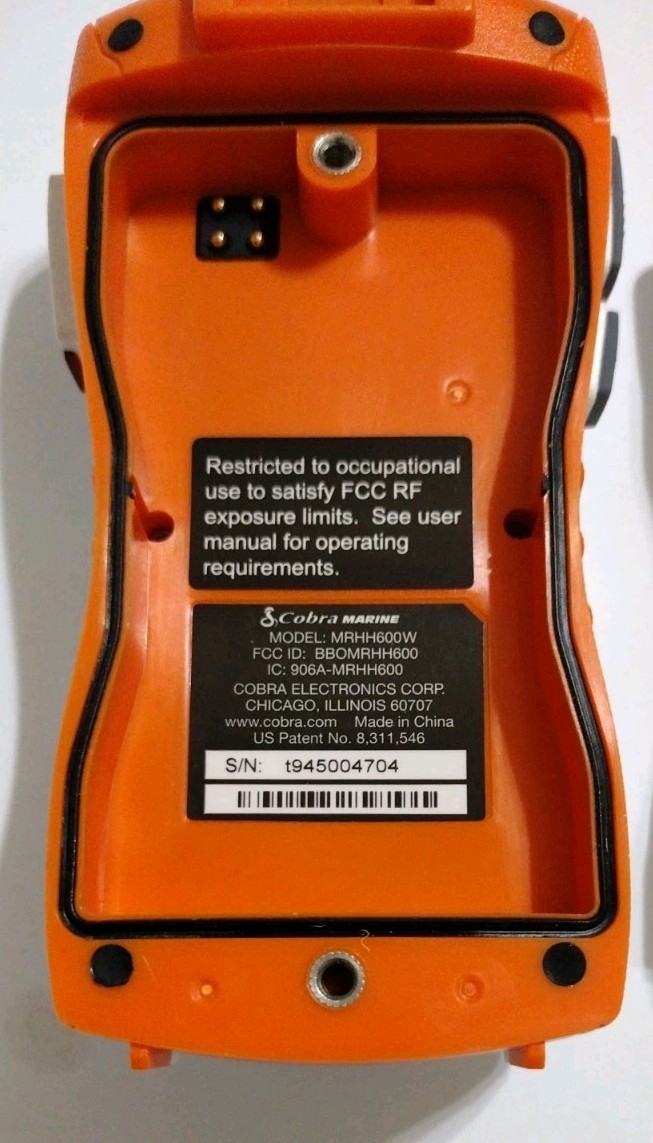 Restricted to occupational
use to satisfy FCC RF
exposure limits. See user
manual for operating
requirements.
Cobra MARINE
MODEL: MRHH600W
FCC ID: BBOMRHH600
IC: 906A-MRHH600
COBRA ELECTRONICS CORP.
CHICAGO, ILLINOIS 60707
www.cobra.com Made in China
US Patent No. 8,311,546
S/N: t945004704